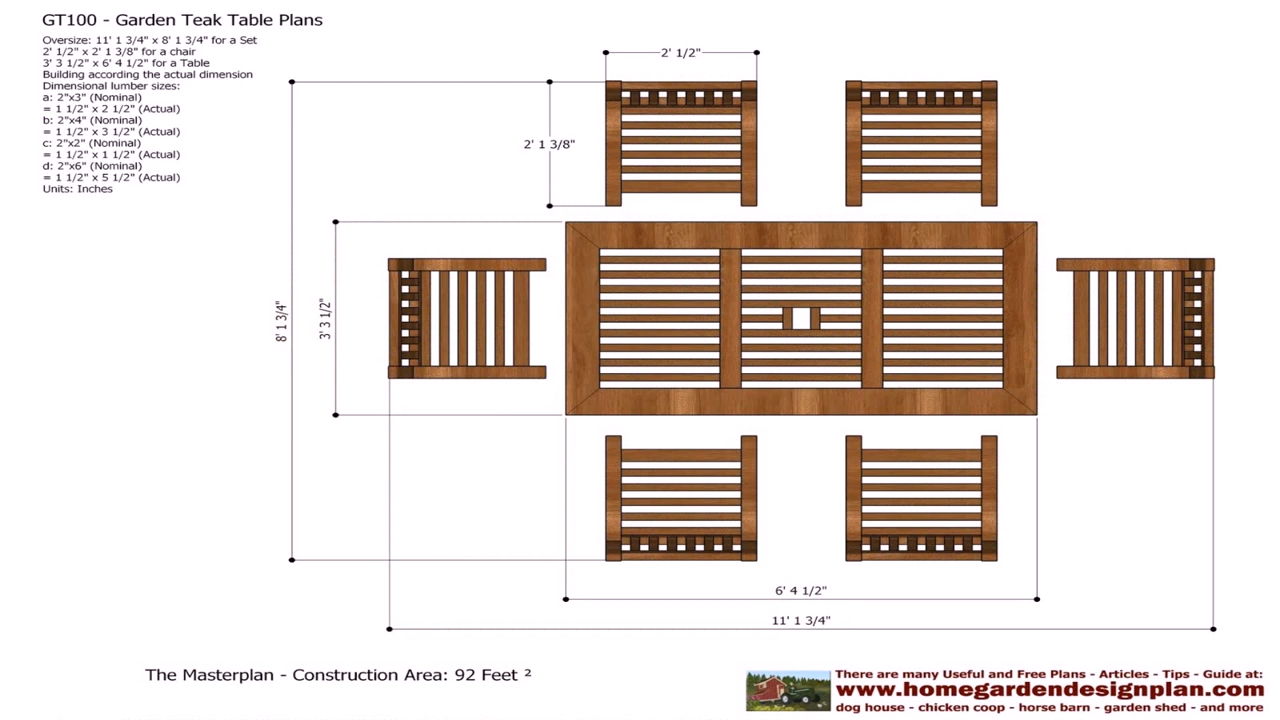 GT100 - Garden Teak Table Plans
Oversize: 11' 1 3/4" x 8' 1 3/4" for a Set
2' 1/2" x 2' 1 3/8" for a chair
3' 3 1/2" x 6' 4 1/2" for a Table
Building according the actual dimension
Dimensional lumber sizes:
a: 2"x3" (Nominal)
= 1 1/2" x 2 1/2" (Actual)
b: 2"x4" (Nominal)
= 1 1/2" x 3 1/2" (Actual)
c: 2"x2" (Nominal)
= 1 1/2" x 1 1/2" (Actual)
d: 2"x6" (Nominal)
= 1 1/2" x 5 1/2" (Actual)
Units: Inches
2' 1/2"
2' 1 3/8"
8' 1 3/4"
3' 3 1/2"
6' 4 1/2"
11' 1 3/4"
The Masterplan - Construction Area: 92 Feet ²
There are many Useful and Free Plans - Articles - Tips - Guide at:
www.homegardendesignplan.com
dog house - chicken coop - horse barn - garden shed - and more